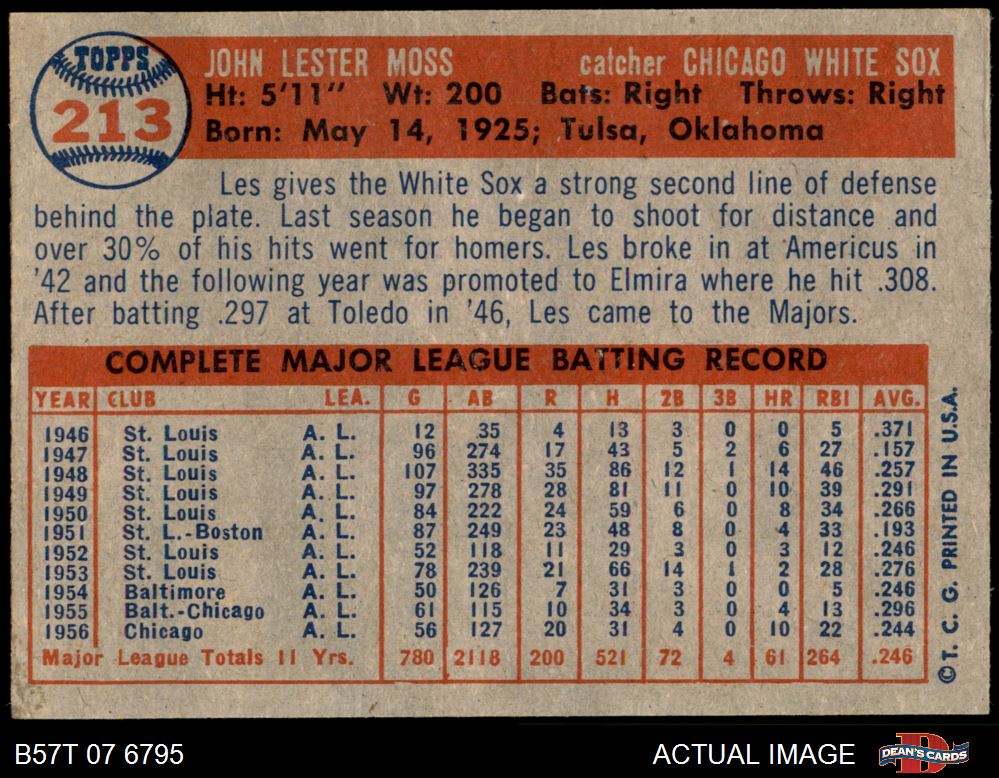 TOPPS
213
JOHN LESTER MOSS catcher CHICAGO WHITE SOX
Ht: 5'11" Wt: 200 Bats: Right Throws: Right
Born: May 14, 1925; Tulsa, Oklahoma
Les gives the White Sox a strong second line of defense
behind the plate. Last season he began to shoot for distance and
over 30% of his hits went for homers. Les broke in at Americus in
'42 and the following year was promoted to Elmira where he hit .308.
After batting .297 at Toledo in '46, Les came to the Majors.
COMPLETE MAJOR LEAGUE BATTING RECORD
YEAR CLUB LEA. G AB R H 2B 3B HR RBI AVG.
1946 St. Louis A. L. 12 35 4 13 3 0 0 5 .371
1947 St. Louis A. L. 96 274 17 43 5 2 6 27 .157
1948 St. Louis A. L. 107 335 35 86 12 1 14 46 .257
1949 St. Louis A. L. 97 278 28 81 11 0 10 39 .291
1950 St. Louis A. L. 84 222 24 59 6 0 8 34 .266
1951 St. L.-Boston A. L. 87 249 23 48 8 0 4 33 .193
1952 St. Louis A. L. 52 118 11 29 3 0 3 12 .246
1953 St. Louis A. L. 78 239 21 66 14 1 2 28 .276
1954 Baltimore A. L. 50 126 7 31 3 0 0 5 .246
1955 Balt.-Chicago A. L. 61 115 10 34 3 0 4 13 .296
1956 Chicago A. L. 56 127 20 31 4 0 10 22 .244
Major League Totals 11 Yrs. 780 2118 200 521 72 4 61 264 .246
©T. C. G. PRINTED IN U.S.A.
B57T 07 6795 ACTUAL IMAGE
D
DEAN'S CARDS